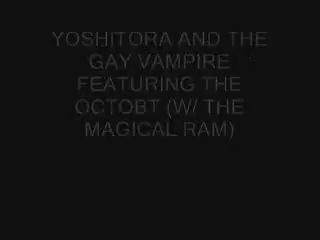 YOSHITORA AND THE
GAY VAMPIRE
FEATURING THE
OCTOBT (W/ THE
MAGICAL RAM)